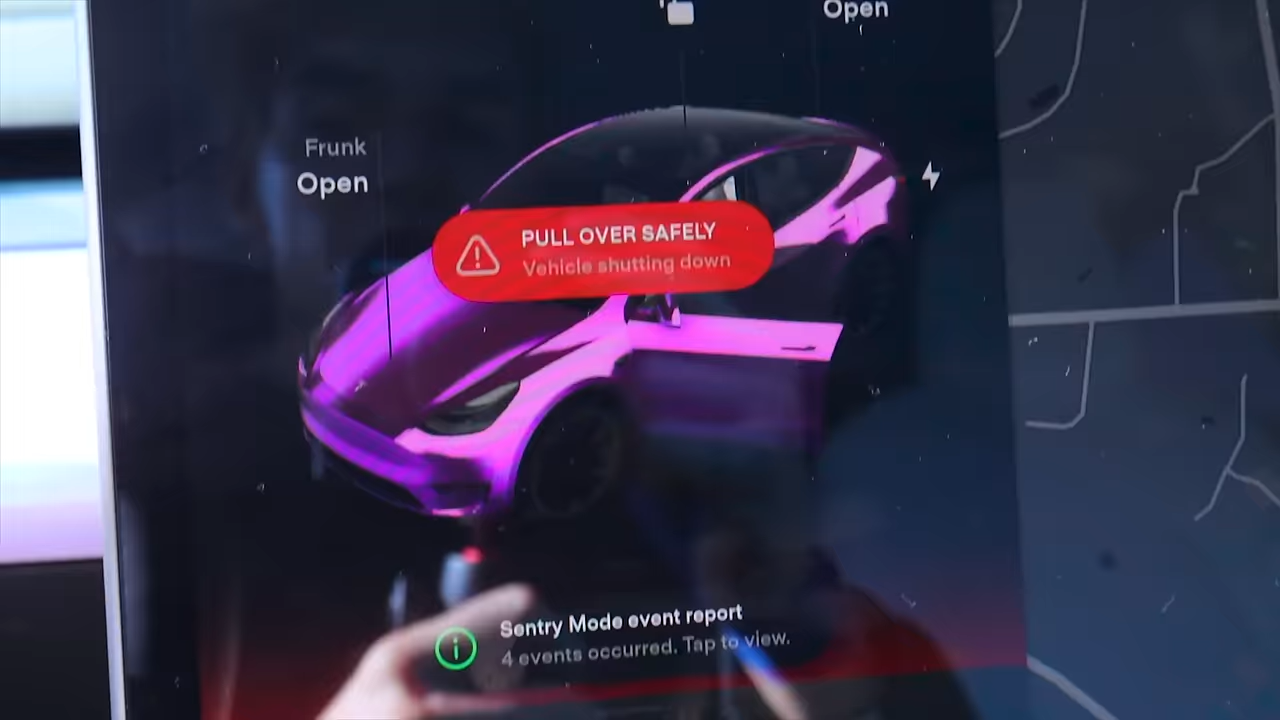 Open
Frunk
Open
PULL OVER SAFELY
Vehicle shutting down
Sentry Mode event report
4 events occurred. Tap to view.